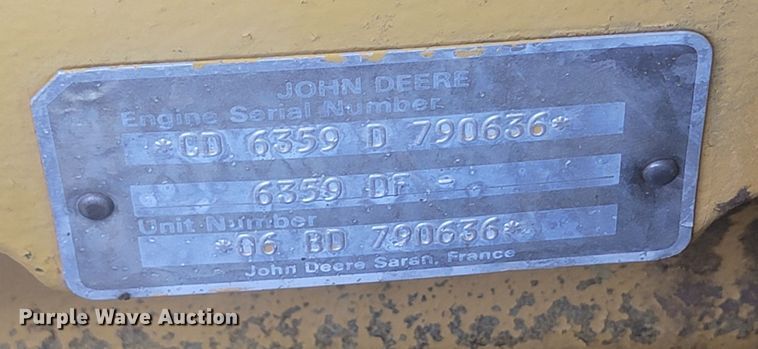 JOHN DEERE
Engine Serial Number
*CD 6359 D 790636*
6359 DF -
Unit Number
*06 BD 790636*
John Deere Saran, France
Purple Wave Auction